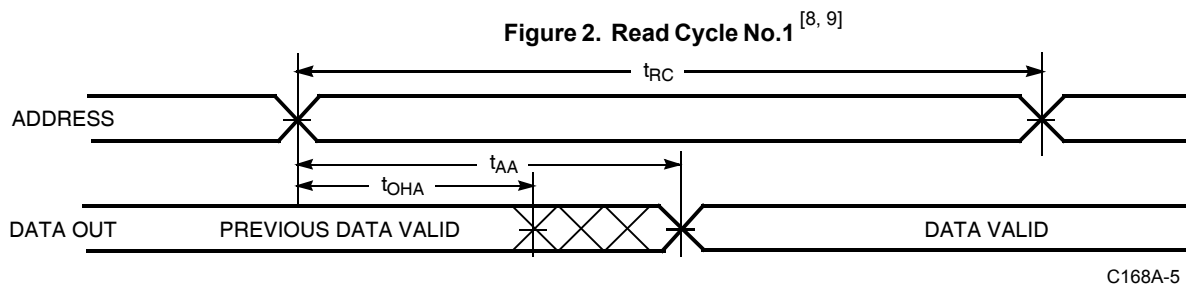 Figure 2. Read Cycle No.1 [8, 9]
tRC
ADDRESS
tAA
tOHA
DATA OUT
PREVIOUS DATA VALID
DATA VALID
C168A-5